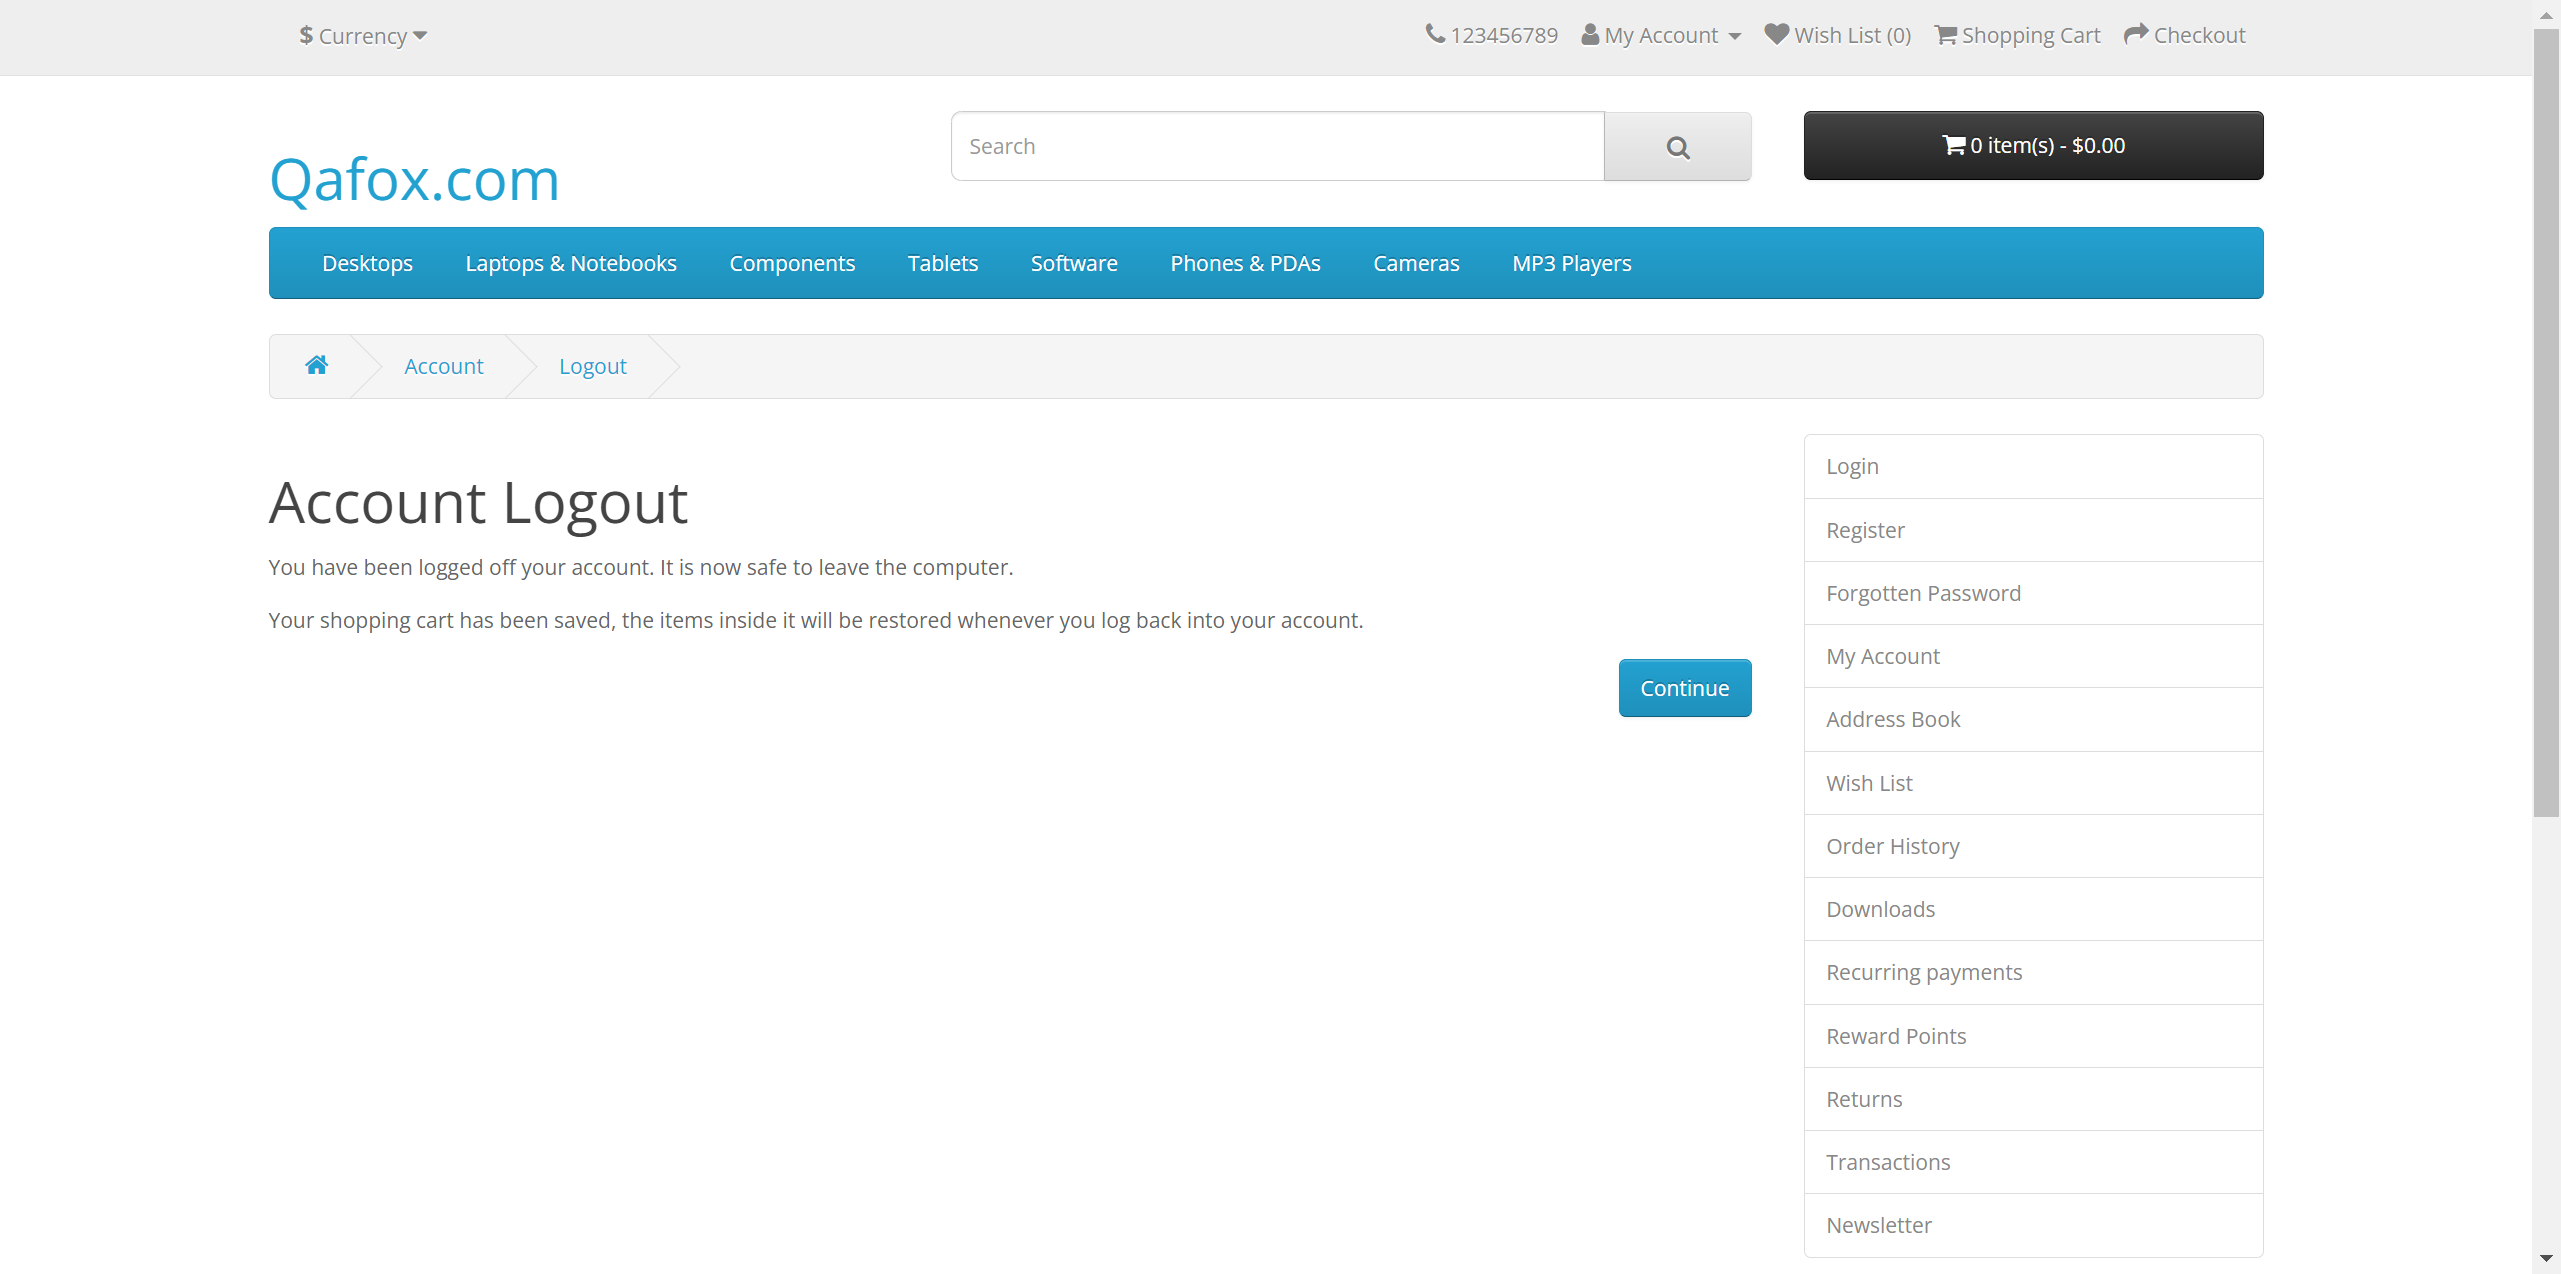 $ Currency
123456789 My Account Wish List (0) Shopping Cart Checkout
Search
0 item(s) - $0.00
Qafox.com
Desktops Laptops & Notebooks Components Tablets Software Phones & PDAs Cameras MP3 Players
Account Logout
Account Logout
You have been logged off your account. It is now safe to leave the computer.
Your shopping cart has been saved, the items inside it will be restored whenever you log back into your account.
Continue
Login
Register
Forgotten Password
My Account
Address Book
Wish List
Order History
Downloads
Recurring payments
Reward Points
Returns
Transactions
Newsletter